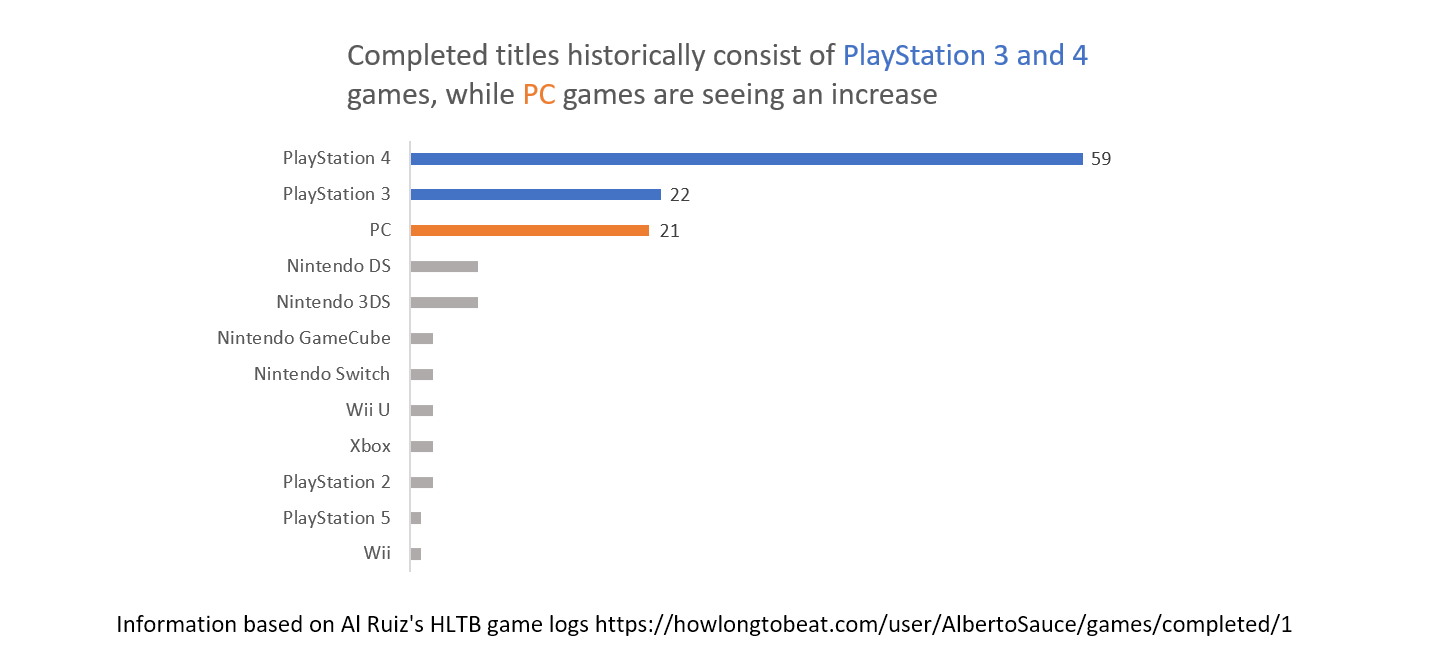 Completed titles historically consist of PlayStation 3 and 4
games, while PC games are seeing an increase
PlayStation 4 59
PlayStation 3 22
PC 21
Nintendo DS
Nintendo 3DS
Nintendo GameCube
Nintendo Switch
Wii U
Xbox
PlayStation 2
PlayStation 5
Wii
Information based on Al Ruiz's HLTB game logs https://howlongtobeat.com/user/AlbertoSauce/games/completed/1